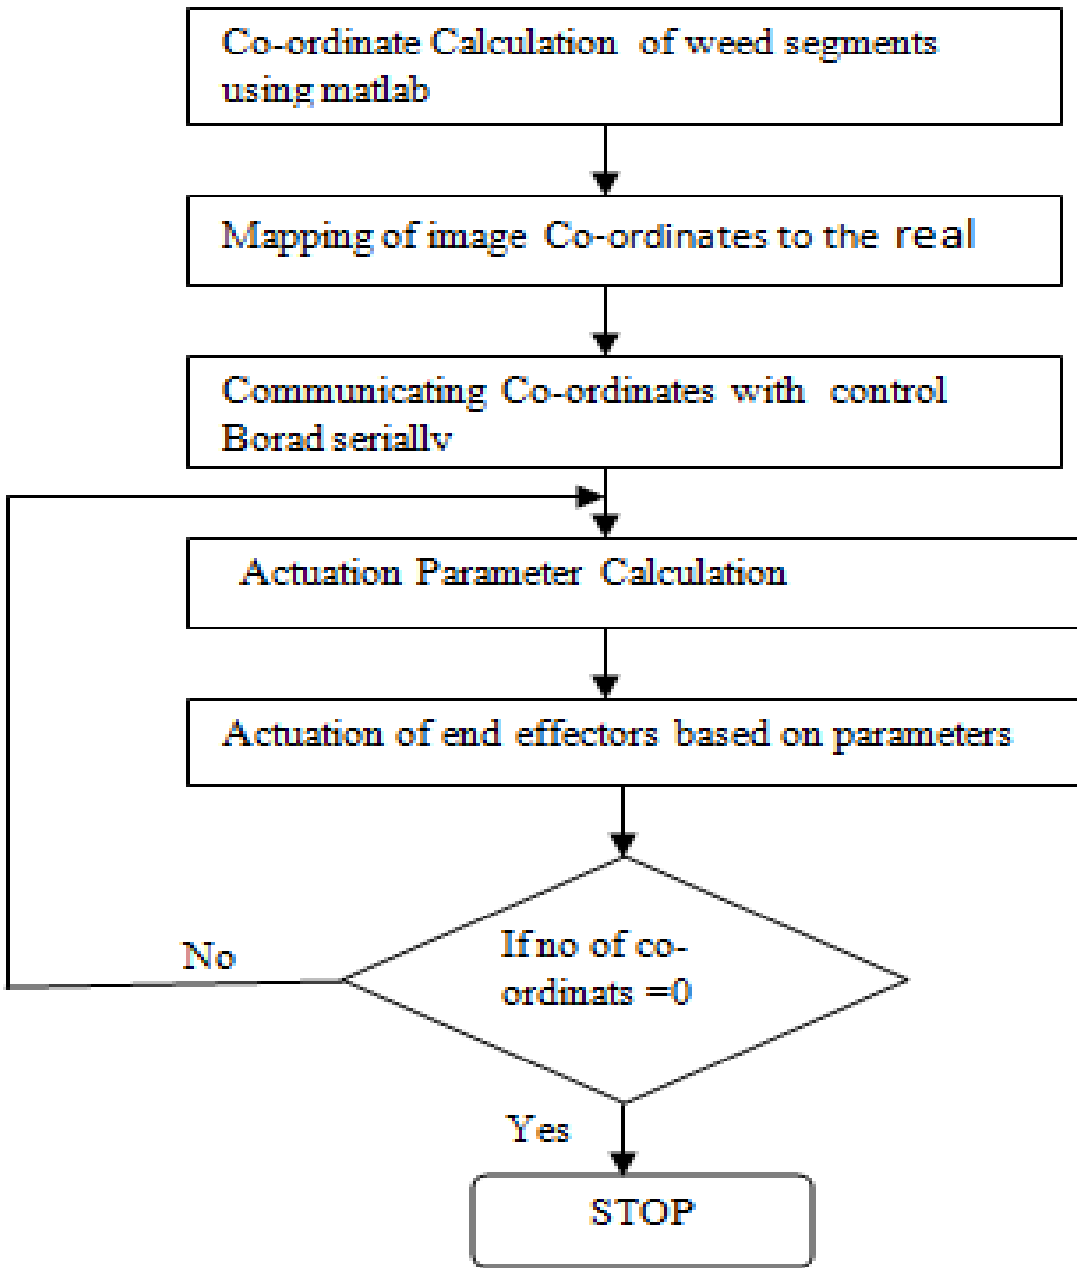 Co-ordinate Calculation of weed segments
using matlab
Mapping of image Co-ordinates to the real
Communicating Co-ordinates with control
Borad serially
Actuation Parameter Calculation
Actuation of end effectors based on parameters
If no of co-
ordinats =0
No
Yes
STOP